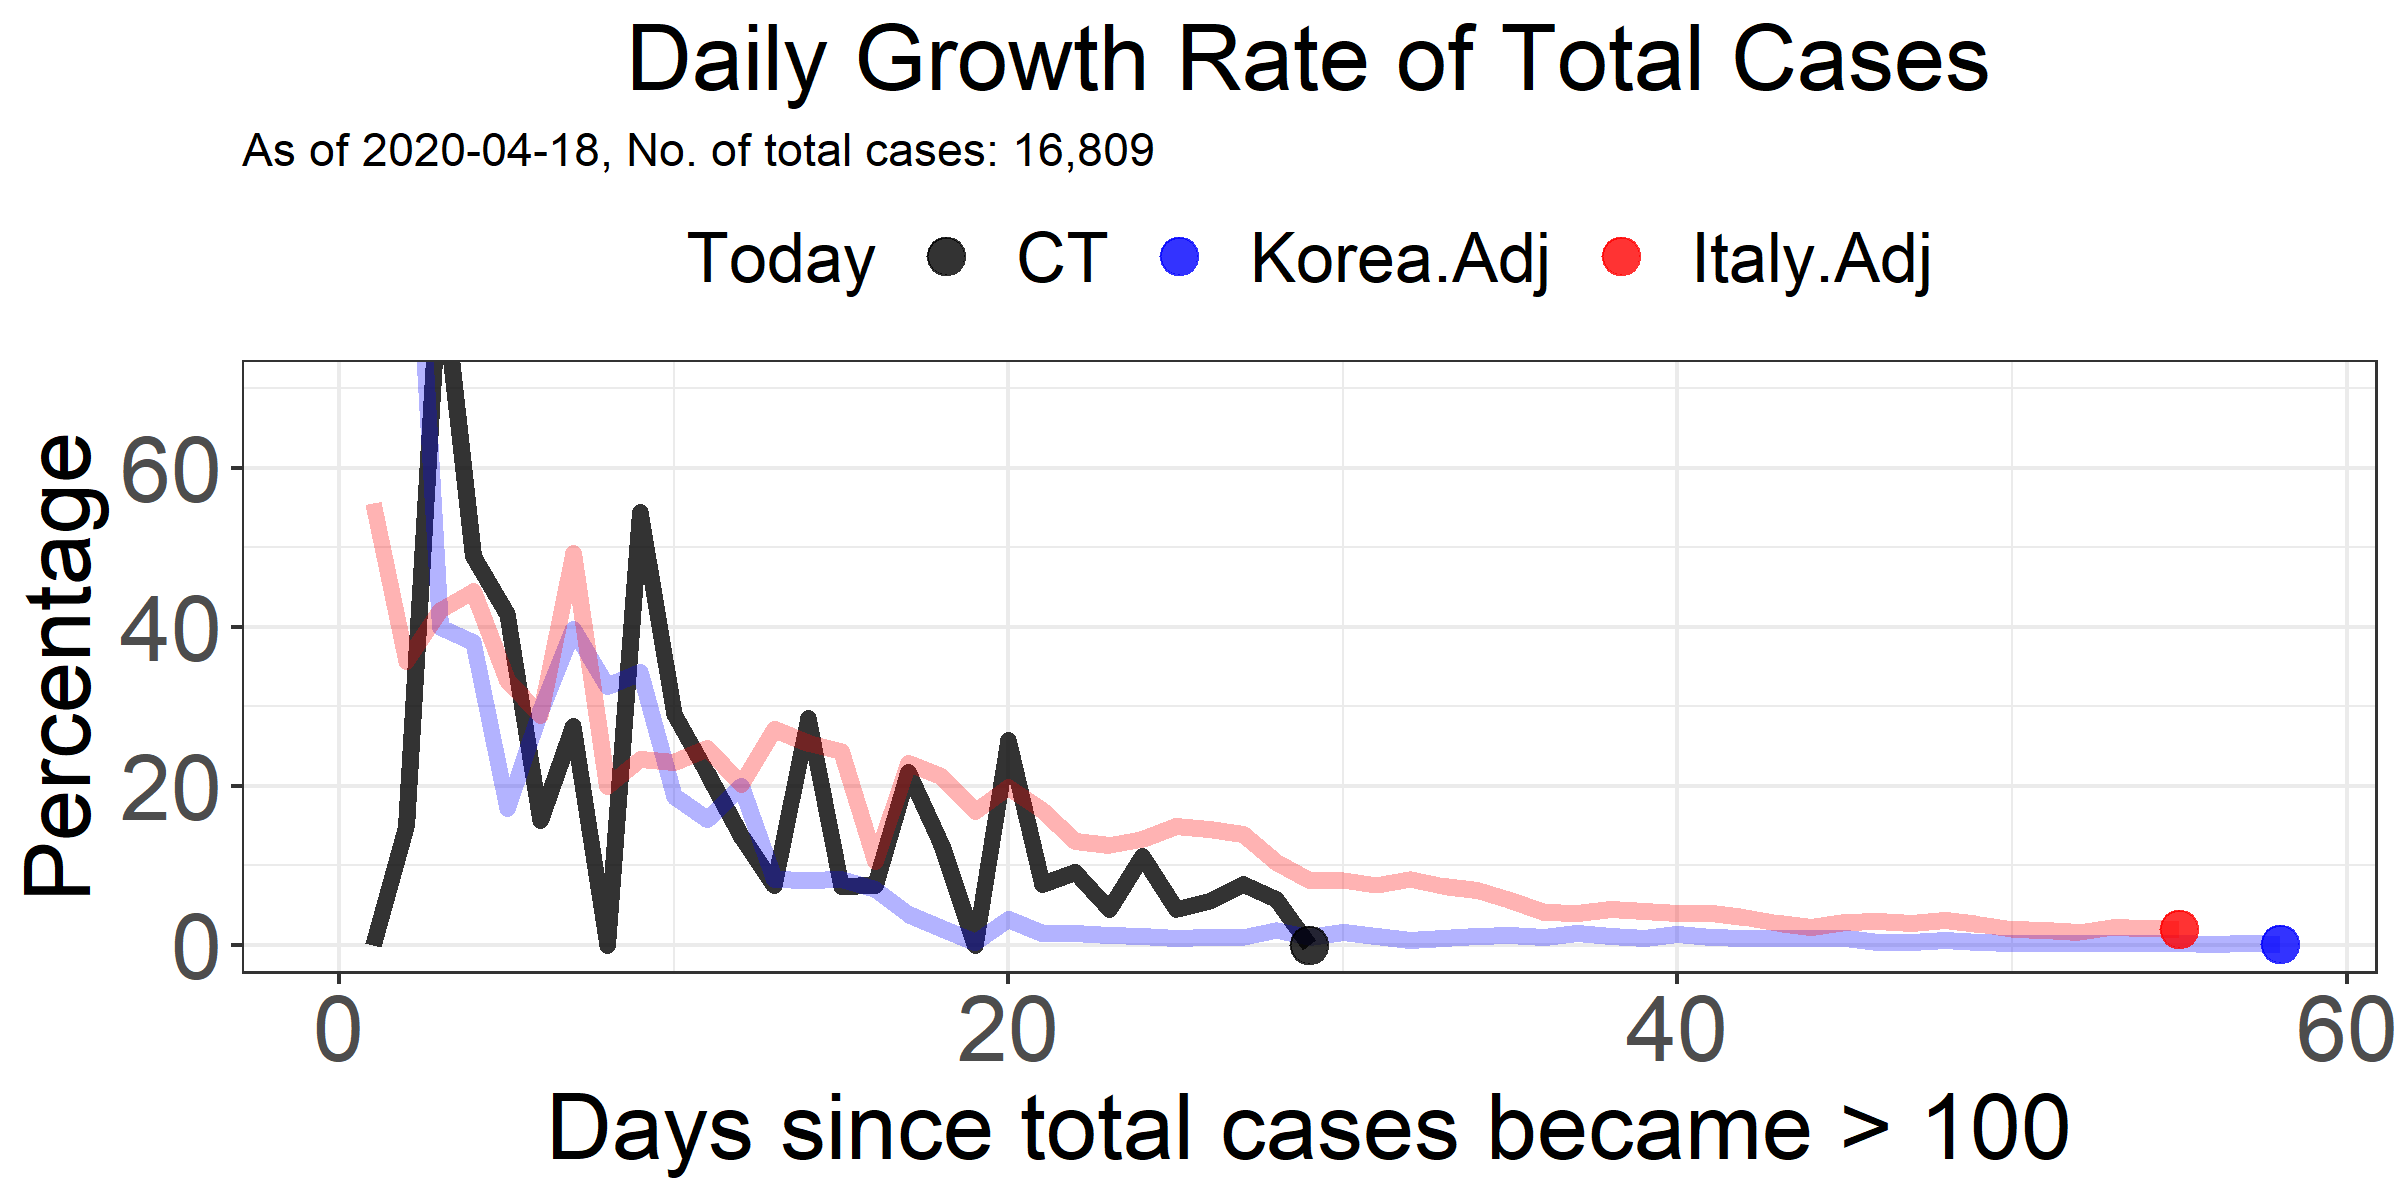 Daily Growth Rate of Total Cases
As of 2020-04-18, No. of total cases: 16,809
Today CT Korea.Adj Italy.Adj
Percentage
60
40
20
0
0 20 40 60
Days since total cases became > 100